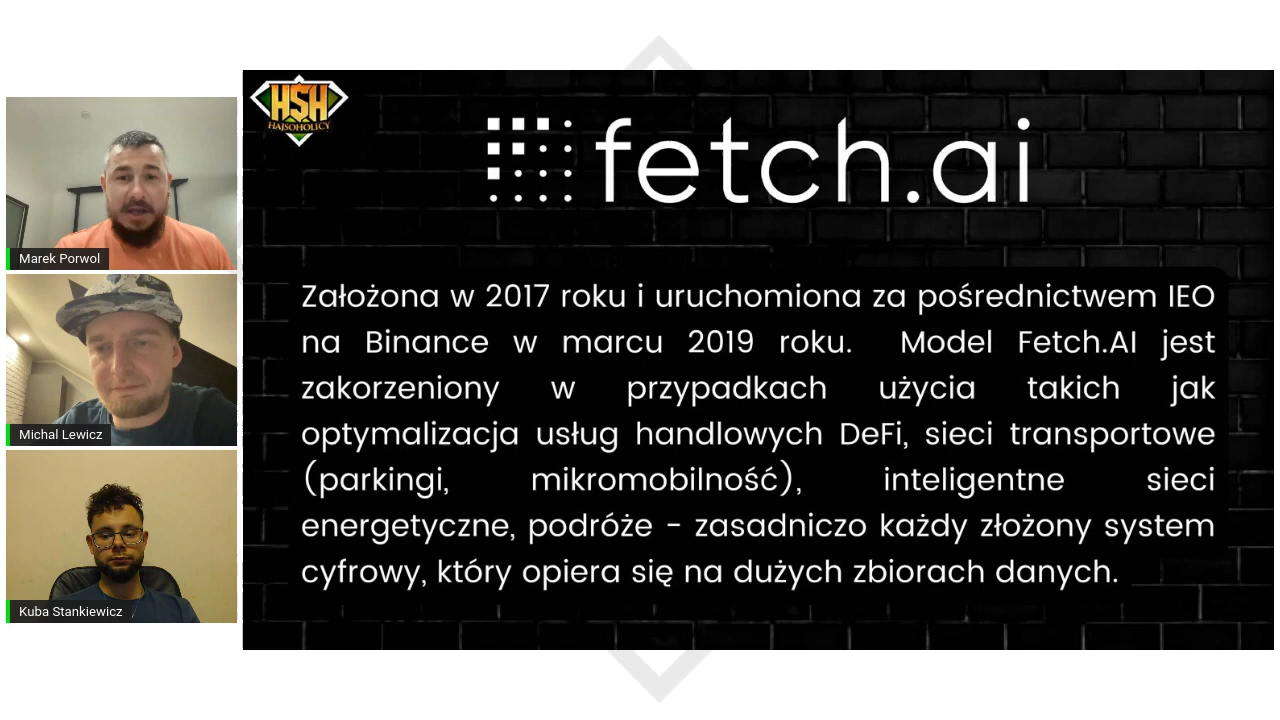 HSH
HAJSOHOLICY
fetch.ai
Założona w 2017 roku i uruchomiona za pośrednictwem IEO
na Binance w marcu 2019 roku. Model Fetch.AI jest
zakorzeniony w przypadkach użycia takich jak
optymalizacja usług handlowych DeFi, sieci transportowe
(parkingi, mikromobilność), inteligentne sieci
energetyczne, podróże - zasadniczo każdy złożony system
cyfrowy, który opiera się na dużych zbiorach danych.
Marek Porwol
Michal Lewicz
Kuba Stankiewicz